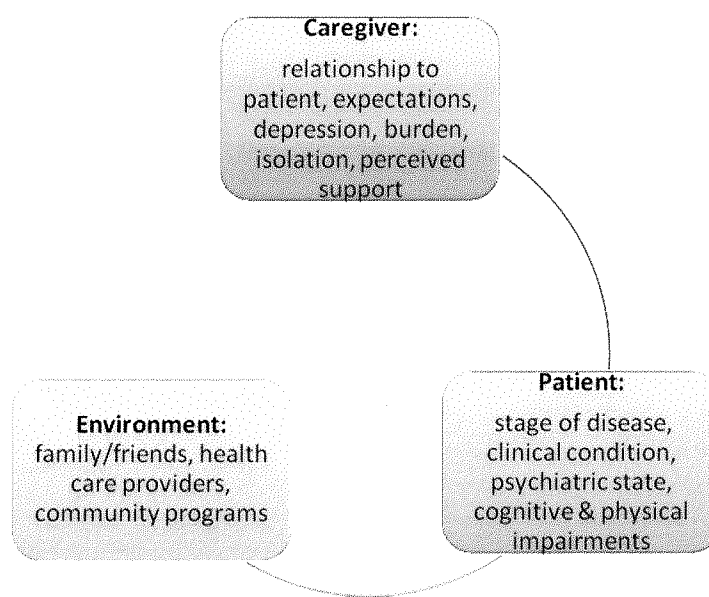 Caregiver:
relationship to
patient, expectations,
depression, burden,
isolation, perceived
support
Patient:
stage of disease,
clinical condition,
psychiatric state,
cognitive & physical
impairments
Environment:
family/friends, health
care providers,
community programs